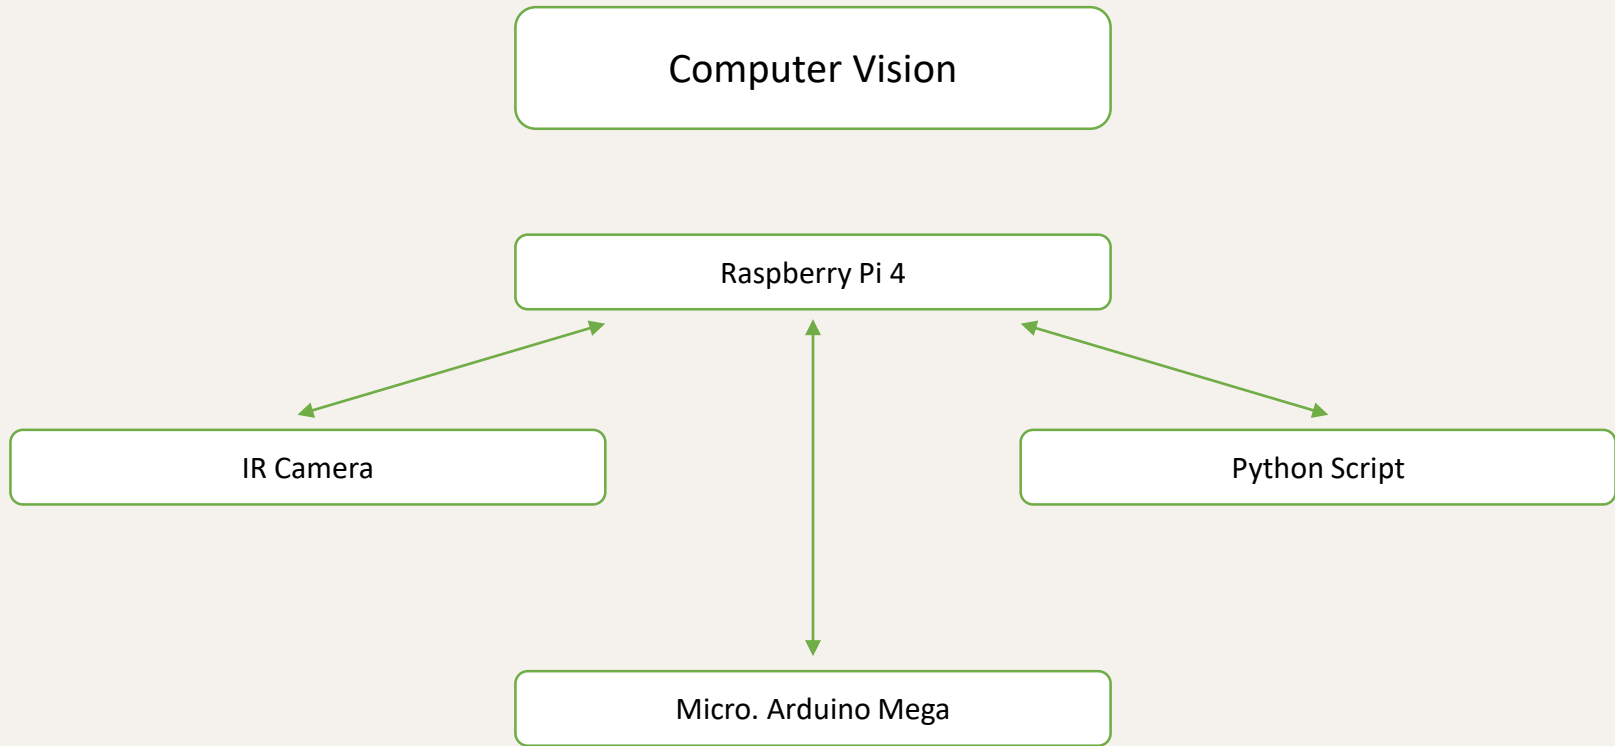 Computer Vision
Raspberry Pi 4
IR Camera
Python Script
Micro. Arduino Mega